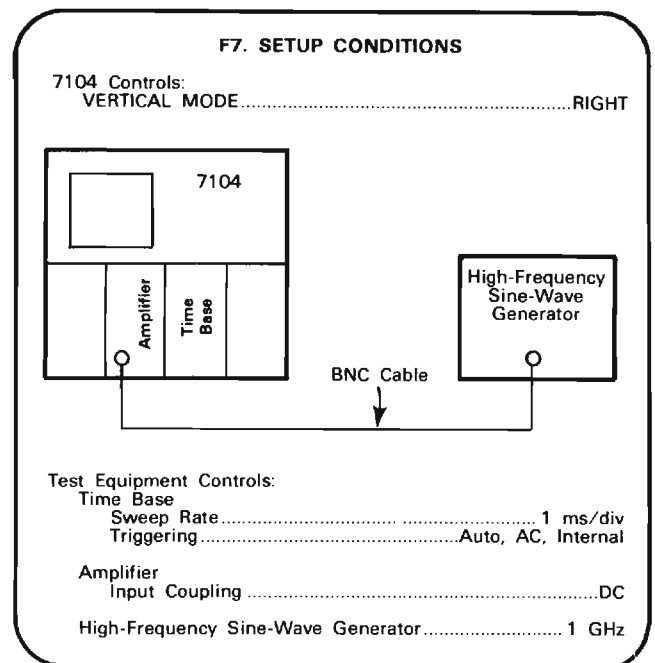 F7. SETUP CONDITIONS
7104 Controls:
VERTICAL MODE....................................................RIGHT
7104
Amplifier
Time
Base
High-Frequency
Sine-Wave
Generator
BNC Cable
Test Equipment Controls:
Time Base
Sweep Rate.................................................. 1 ms/div
Triggering..........................................Auto, AC, Internal
Amplifier
Input Coupling .......................................................DC
High-Frequency Sine-Wave Generator......................... 1 GHz